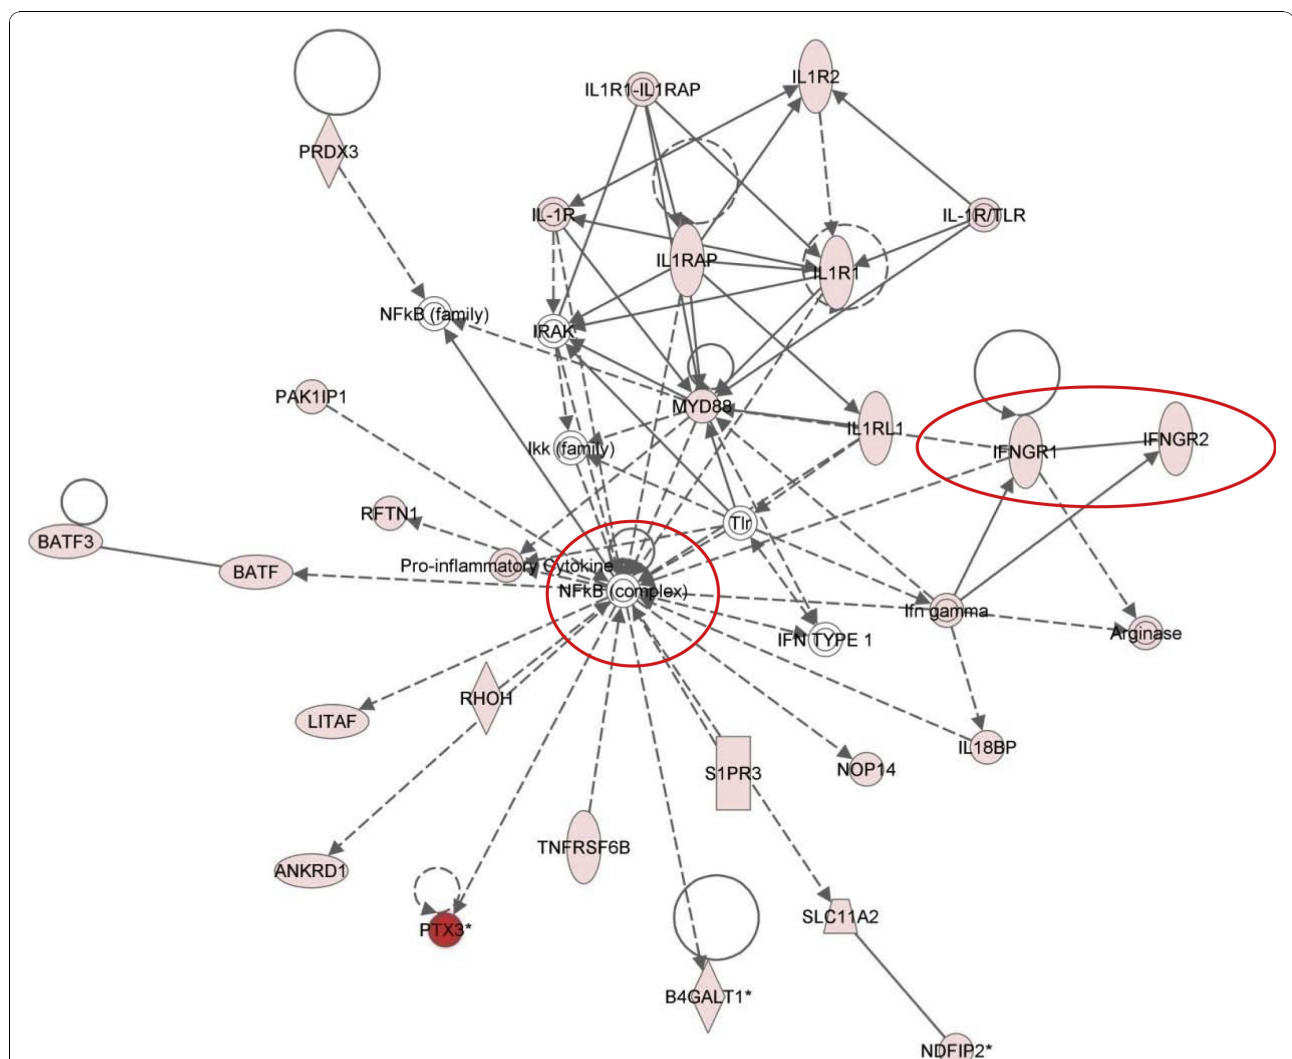 IL1R1-IL1RAP
IL1R2
PRDX3
IL-1R
IL-1R/TLR
IL1RAP
IL1R1
NFkB (family)
IRAK
PAK1IP1
MYD88
IL1RL1
IFNGR1
IFNGR2
Ikk (family)
RFTN1
Tlr
BATF3
BATF
Pro-inflammatory Cytokine
NFkB (complex)
Ifn gamma
IFN TYPE 1
Arginase
RHOH
LITAF
IL18BP
S1PR3
NOP14
TNFRSF6B
ANKRD1
SLC11A2
PTX3*
B4GALT1*
NDFIP2*